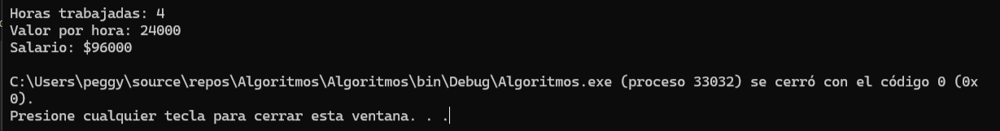 Horas trabajadas: 4
Valor por hora: 24000
Salario: $96000
C:\Users\peggy\source\repos\Algoritmos\Algoritmos\bin\Debug\Algoritmos.exe (proceso 33032) se cerró con el código 0 (0x
0).
Presione cualquier tecla para cerrar esta ventana. . .